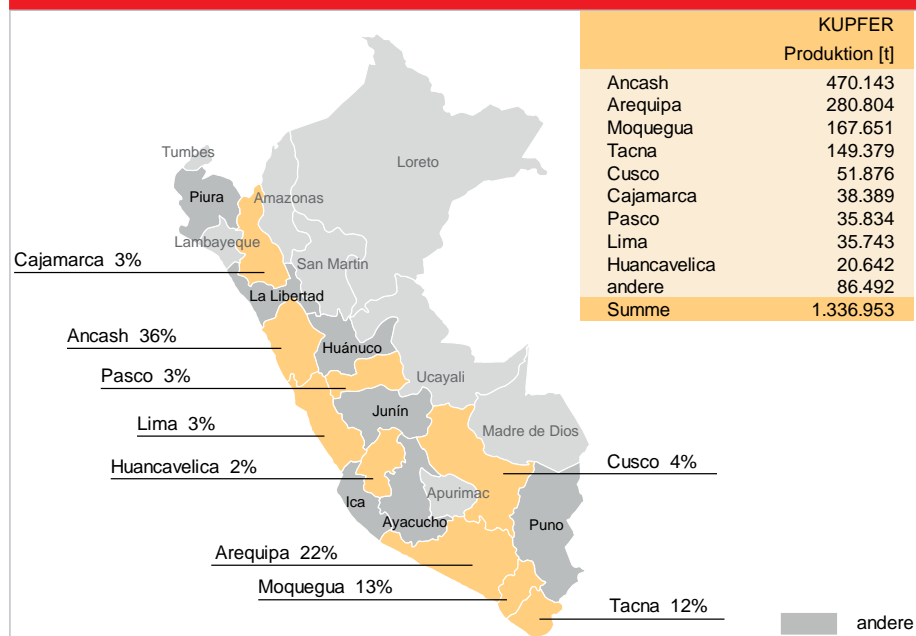 KUPFER
Produktion [t]
Ancash 470.143
Arequipa 280.804
Moquegua 167.651
Tacna 149.379
Cusco 51.876
Cajamarca 38.389
Pasco 35.834
Lima 35.743
Huancavelica 20.642
andere 86.492
Summe 1.336.953
Tumbes
Loreto
Piura
Amazonas
Lambayeque
San Martin
Cajamarca 3%
La Libertad
Ancash 36%
Huánuco
Pasco 3%
Ucayali
Junín
Lima 3%
Madre de Dios
Huancavelica 2%
Cusco 4%
Ica
Apurimac
Ayacucho
Puno
Arequipa 22%
Moquegua 13%
Tacna 12%
andere